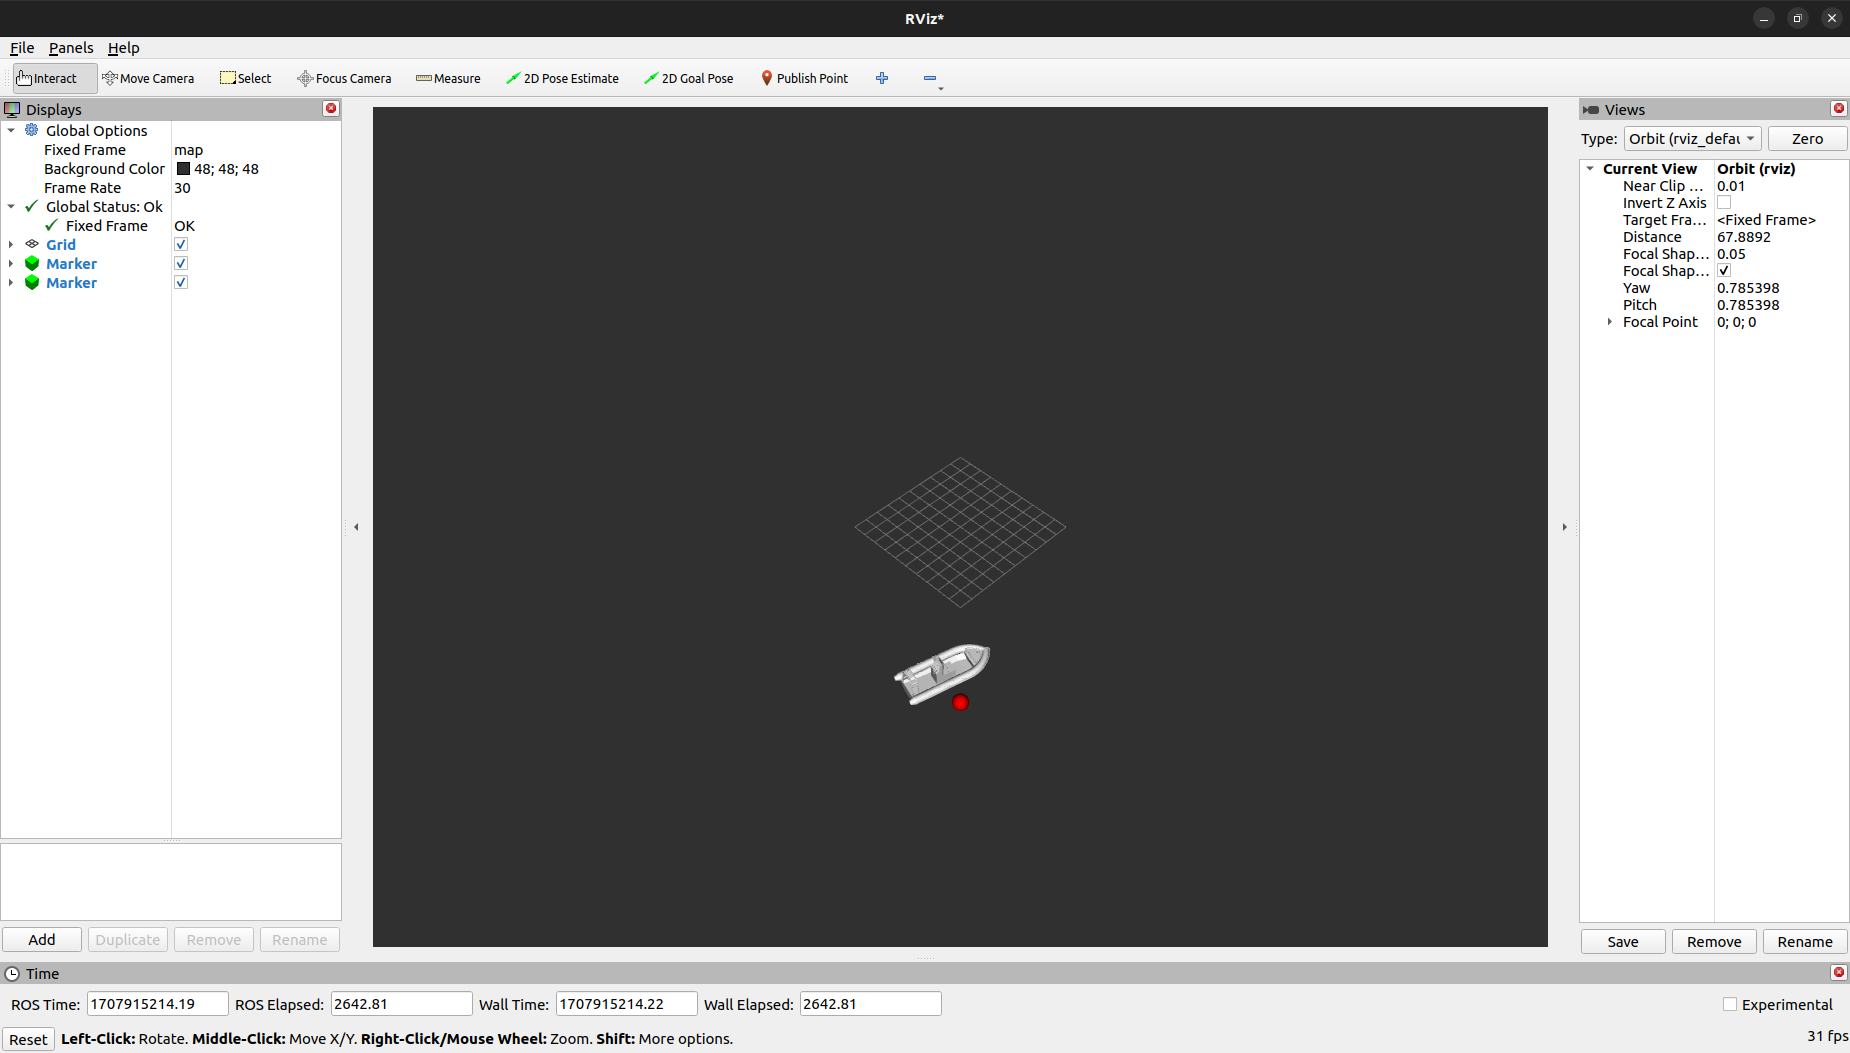 RViz*
File Panels Help
Interact Move Camera Select Focus Camera Measure 2D Pose Estimate 2D Goal Pose Publish Point
Displays
Global Options
Fixed Frame map
Background Color 48; 48; 48
Frame Rate 30
Global Status: Ok
Fixed Frame OK
Grid
Marker
Marker
Add Duplicate Remove Rename
Views
Type: Orbit (rviz_defau Zero
Current View Orbit (rviz)
Near Clip ... 0.01
Invert Z Axis
Target Fra... <Fixed Frame>
Distance 67.8892
Focal Shap... 0.05
Focal Shap...
Yaw 0.785398
Pitch 0.785398
Focal Point 0; 0; 0
Save Remove Rename
Time
ROS Time: 1707915214.19 ROS Elapsed: 2642.81 Wall Time: 1707915214.22 Wall Elapsed: 2642.81 Experimental
Reset Left-Click: Rotate. Middle-Click: Move X/Y. Right-Click/Mouse Wheel: Zoom. Shift: More options. 31 fps